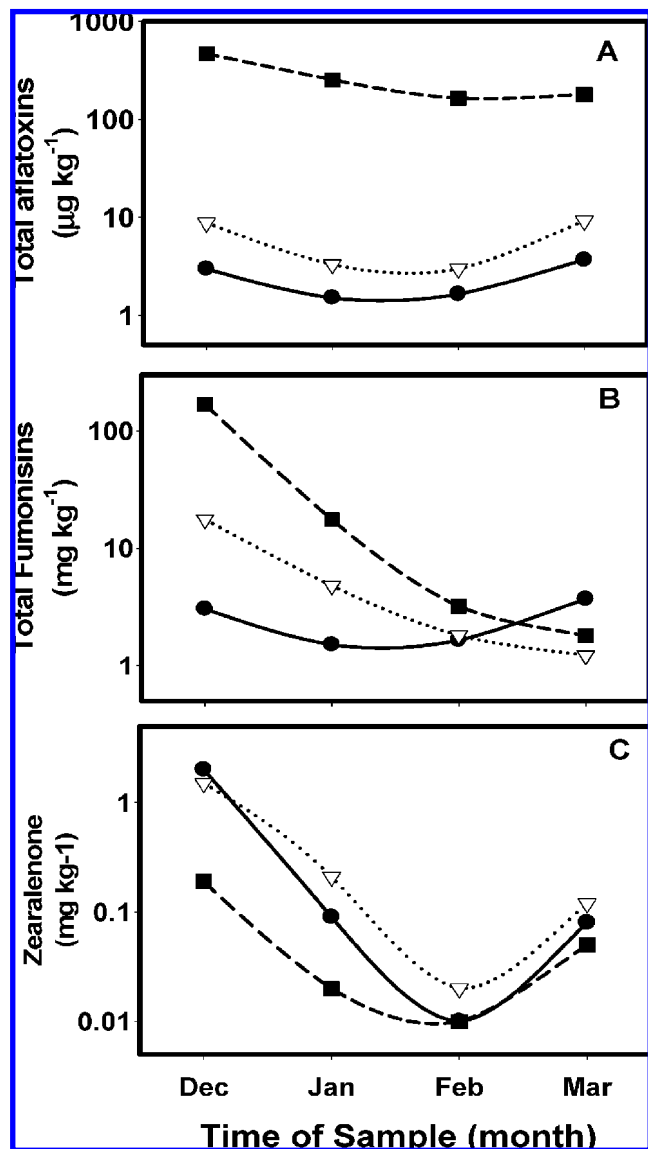 A
Total aflatoxins
(µg kg⁻¹)
1000
100
10
1
B
Total Fumonisins
(mg kg⁻¹)
100
10
1
C
Zearalenone
(mg kg-1)
1
0.1
0.01
Dec Jan Feb Mar
Time of Sample (month)